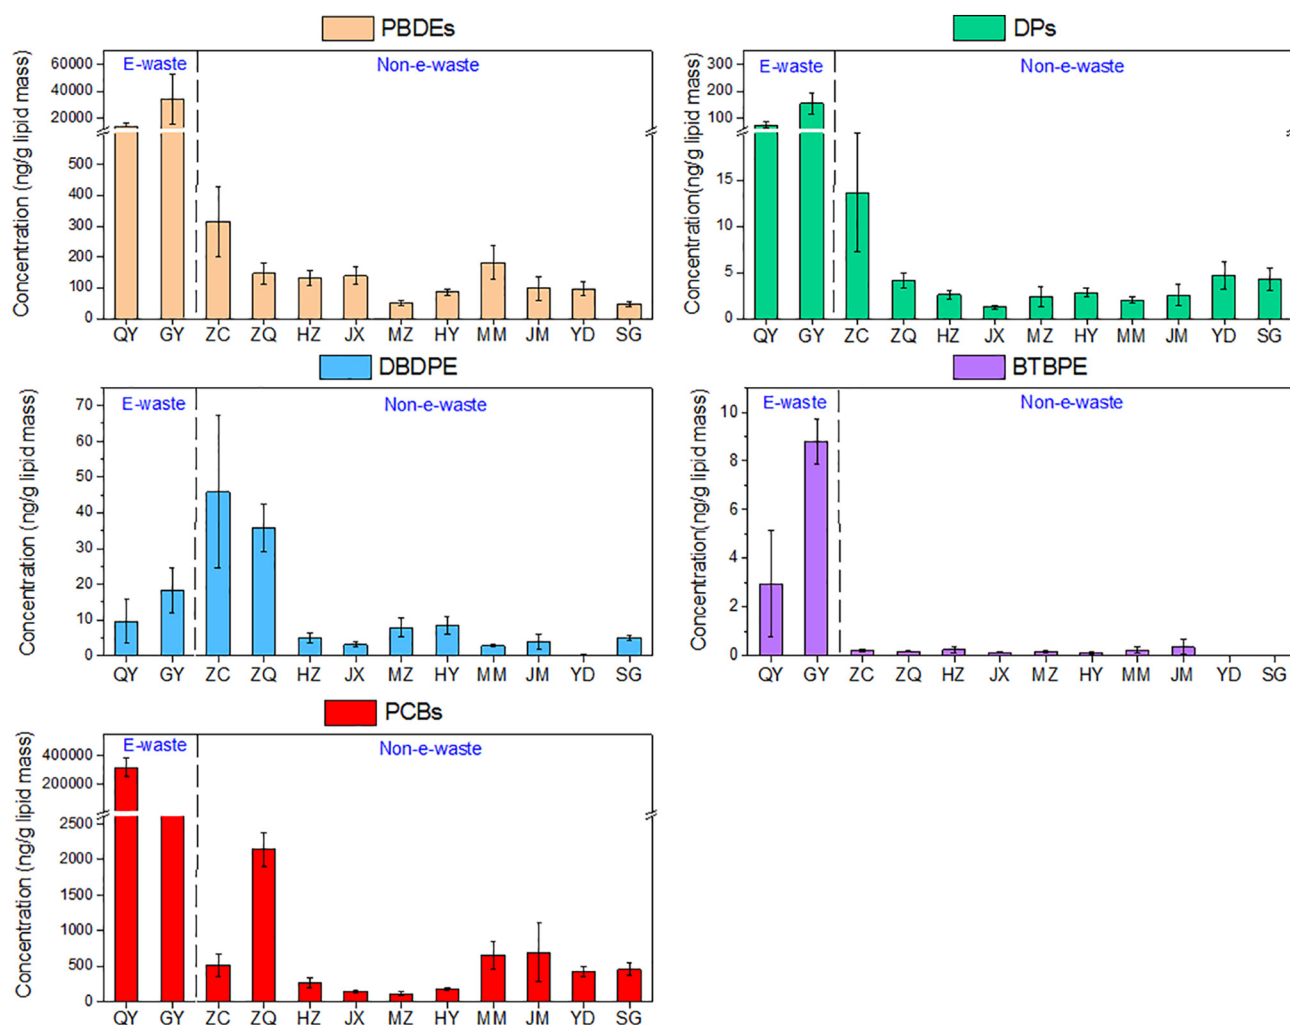 PBDEs
Concentration (ng/g lipid mass)
60000
40000
20000
500
400
300
200
100
0
E-waste
Non-e-waste
QY GY ZC ZQ HZ JX MZ HY MM JM YD SG
DPs
Concentration(ng/g lipid mass)
300
200
100
15
10
5
0
E-waste
Non-e-waste
QY GY ZC ZQ HZ JX MZ HY MM JM YD SG
DBDPE
Concentration (ng/g lipid mass)
70
60
50
40
30
20
10
0
E-waste
Non-e-waste
QY GY ZC ZQ HZ JX MZ HY MM JM YD SG
BTBPE
Concentration(ng/g lipid mass)
10
8
6
4
2
0
E-waste
Non-e-waste
QY GY ZC ZQ HZ JX MZ HY MM JM YD SG
PCBs
Concentration (ng/g lipid mass)
400000
200000
2500
2000
1500
1000
500
0
E-waste
Non-e-waste
QY GY ZC ZQ HZ JX MZ HY MM JM YD SG